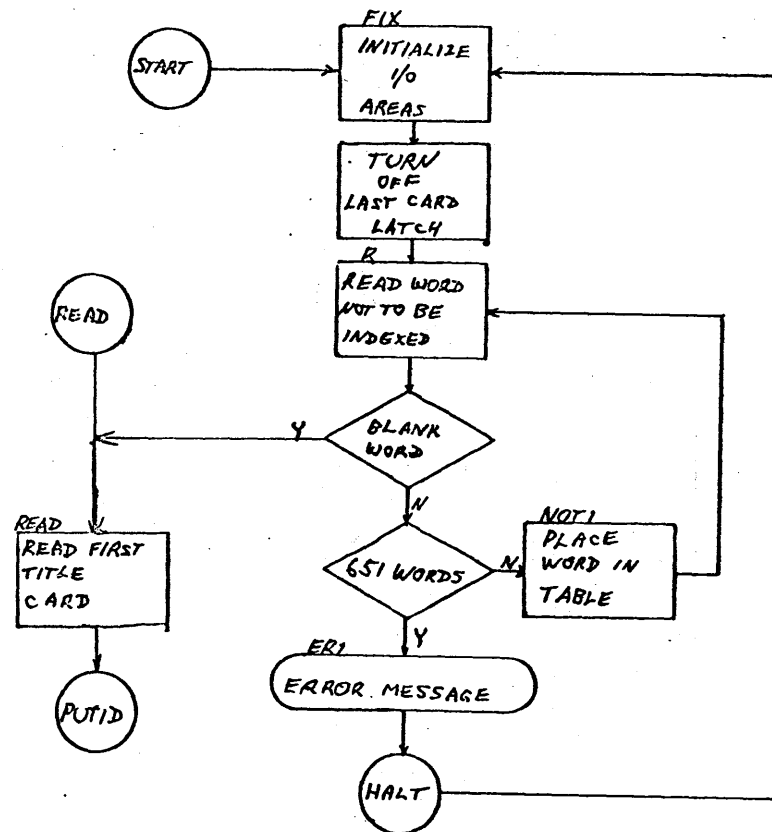 FIX
START
INITIALIZE
I/O
AREAS
TURN
OFF
LAST CARD
LATCH
R
READ WORD
NOT TO BE
INDEXED
READ
Y
BLANK
WORD
N
READ
READ FIRST
TITLE
CARD
651 WORDS
N
NOT1
PLACE
WORD IN
TABLE
Y
ER1
ERROR MESSAGE
PUTID
HALT